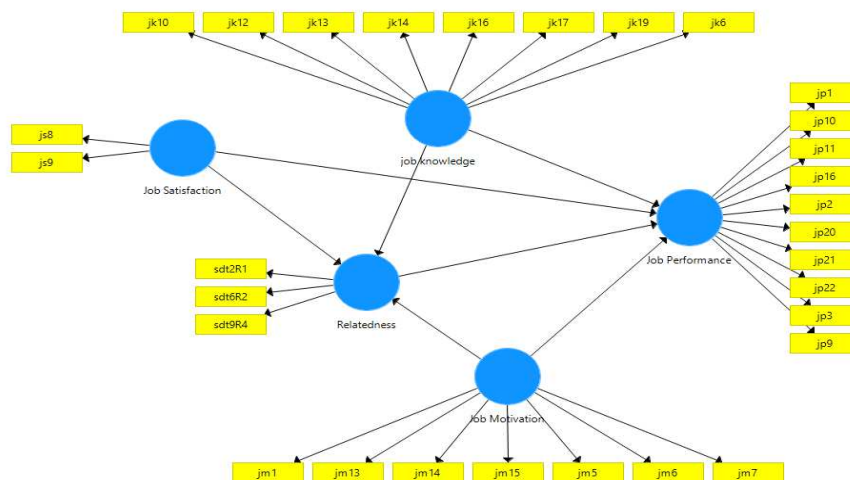 jk10 jk12 jk13 jk14 jk16 jk17 jk19 jk6
job knowledge
js8
js9
Job Satisfaction
jp1
jp10
jp11
jp16
jp2
jp20
jp21
jp22
jp3
jp9
Job Performance
sdt2R1
sdt6R2
sdt9R4
Relatedness
Job Motivation
jm1 jm13 jm14 jm15 jm5 jm6 jm7